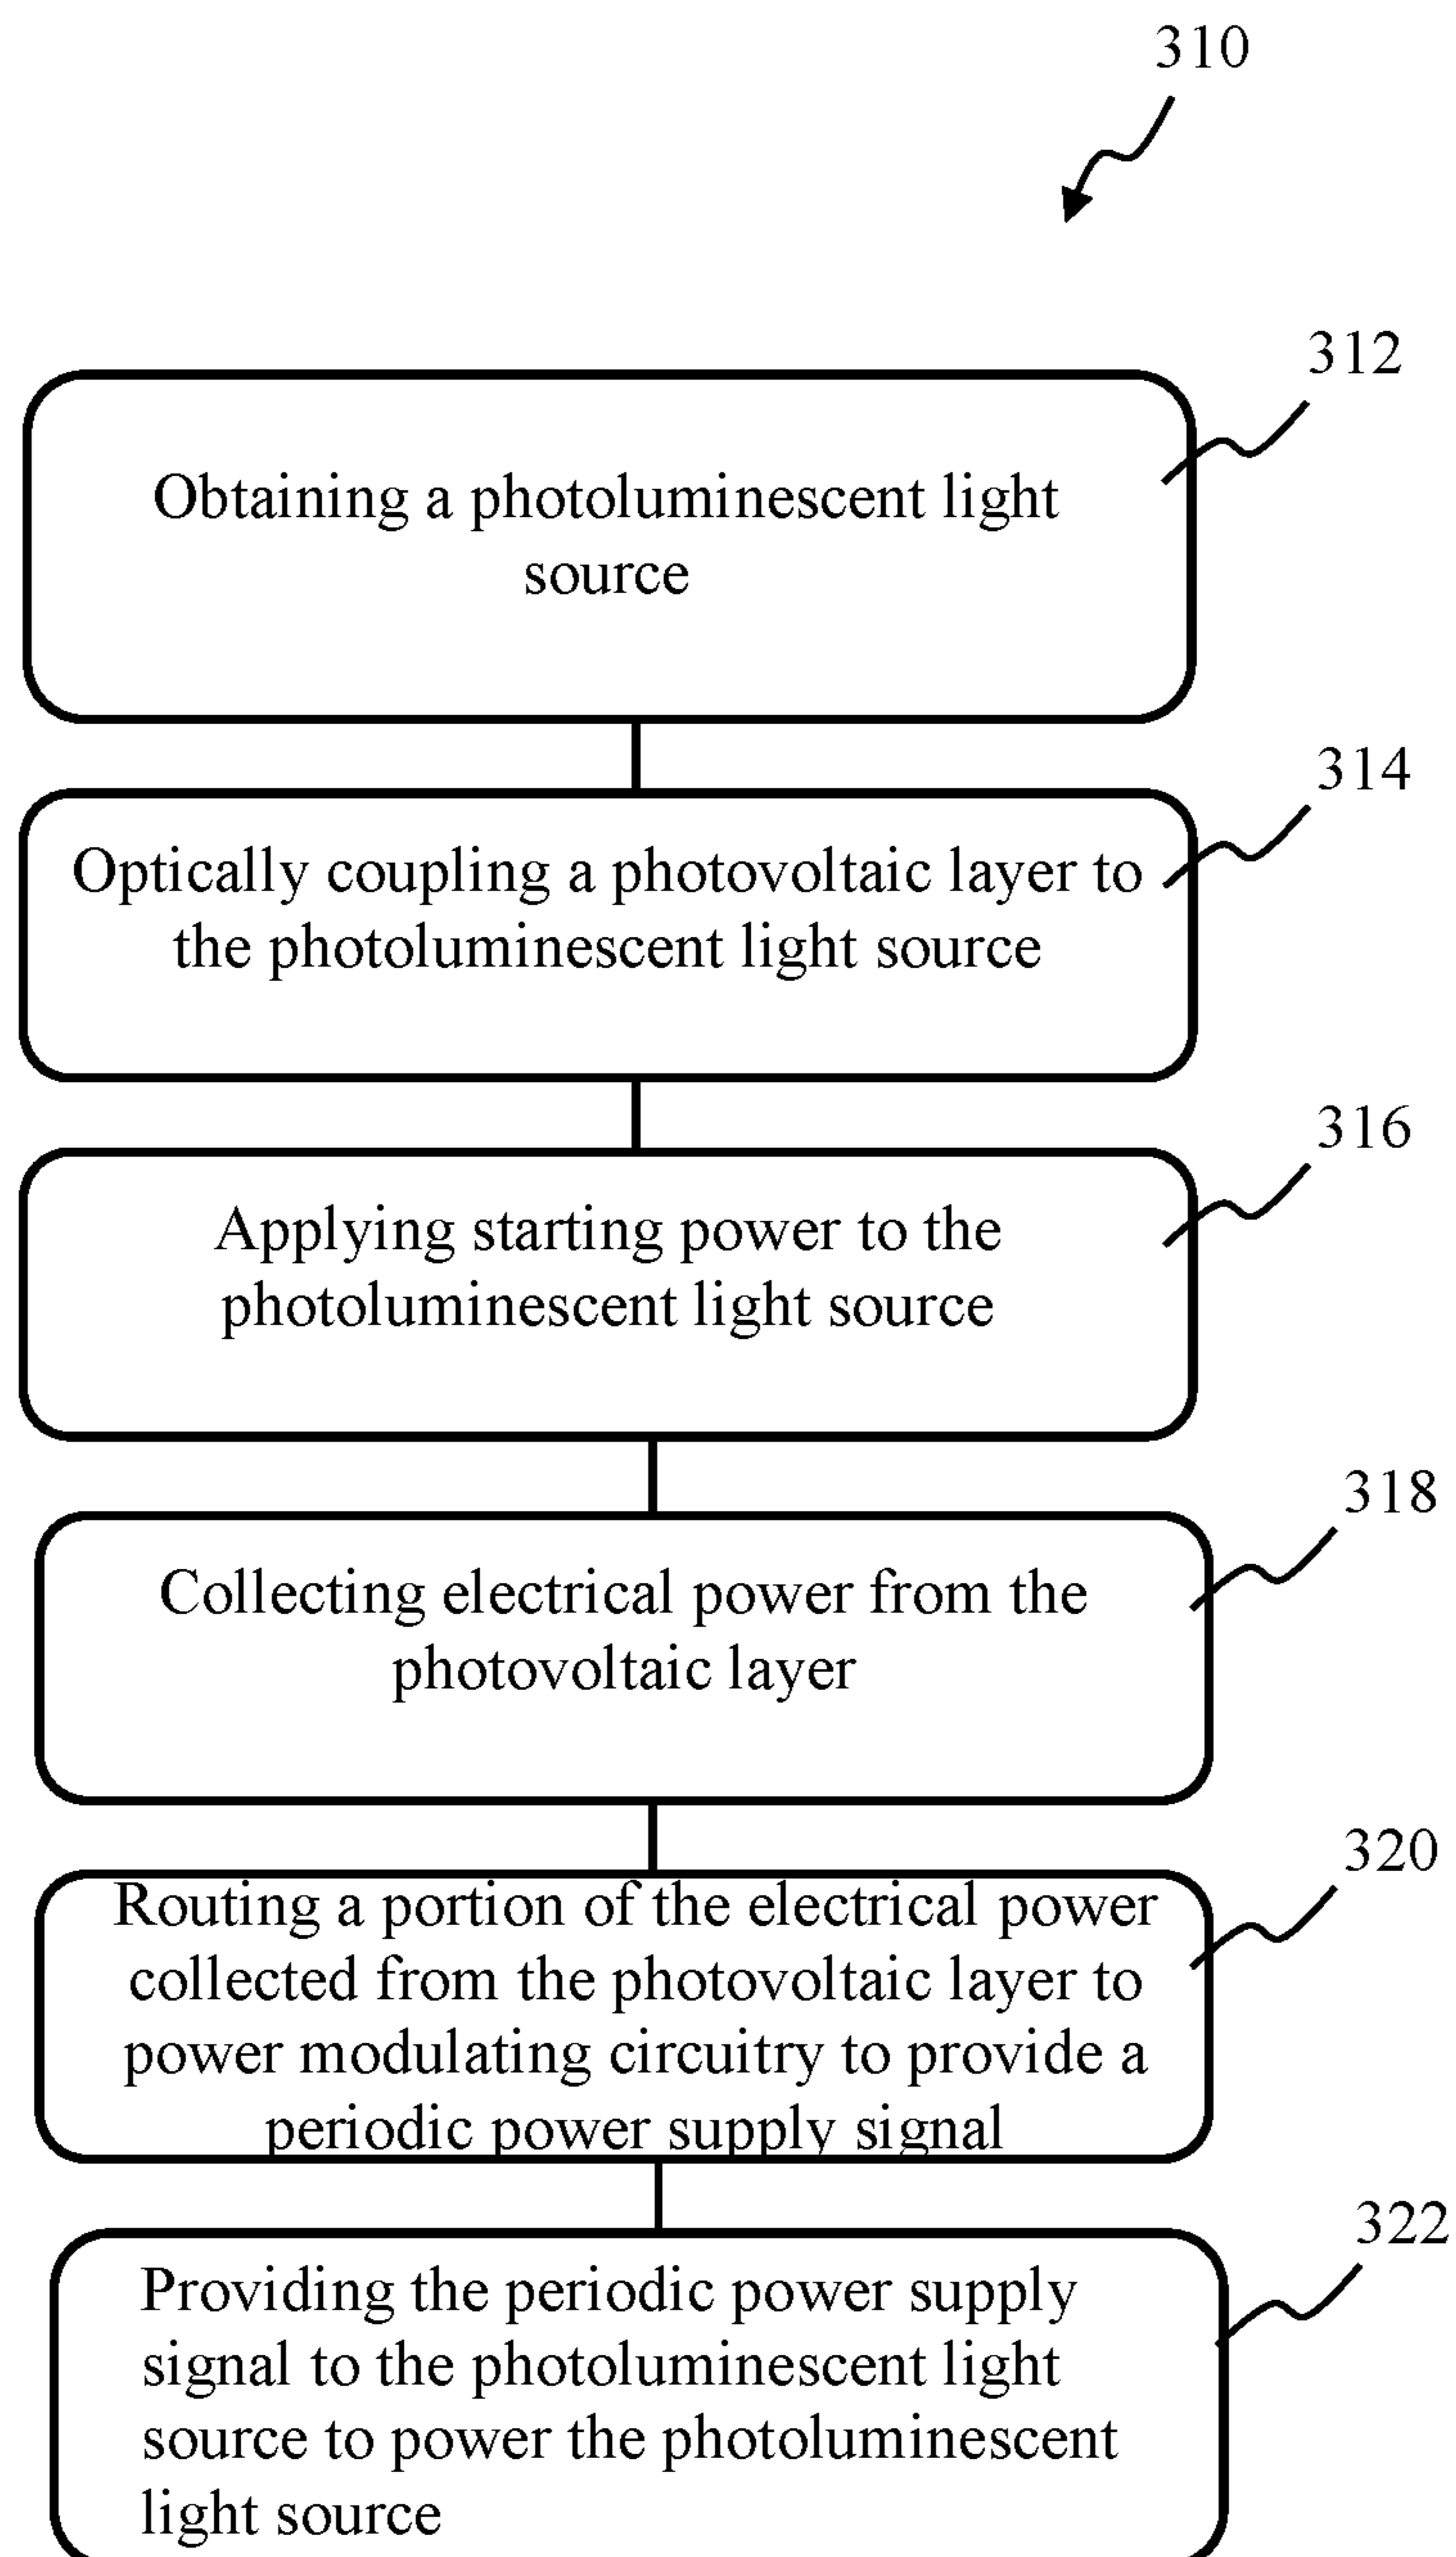 310
312
Obtaining a photoluminescent light
source
314
Optically coupling a photovoltaic layer to
the photoluminescent light source
316
Applying starting power to the
photoluminescent light source
318
Collecting electrical power from the
photovoltaic layer
320
Routing a portion of the electrical power
collected from the photovoltaic layer to
power modulating circuitry to provide a
periodic power supply signal
322
Providing the periodic power supply
signal to the photoluminescent light
source to power the photoluminescent
light source